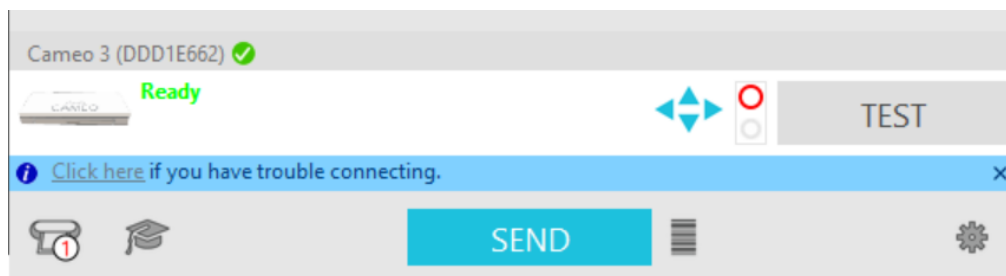 Cameo 3 (DDD1E662)
CAMEO
Ready
TEST
Click here if you have trouble connecting.
1
SEND